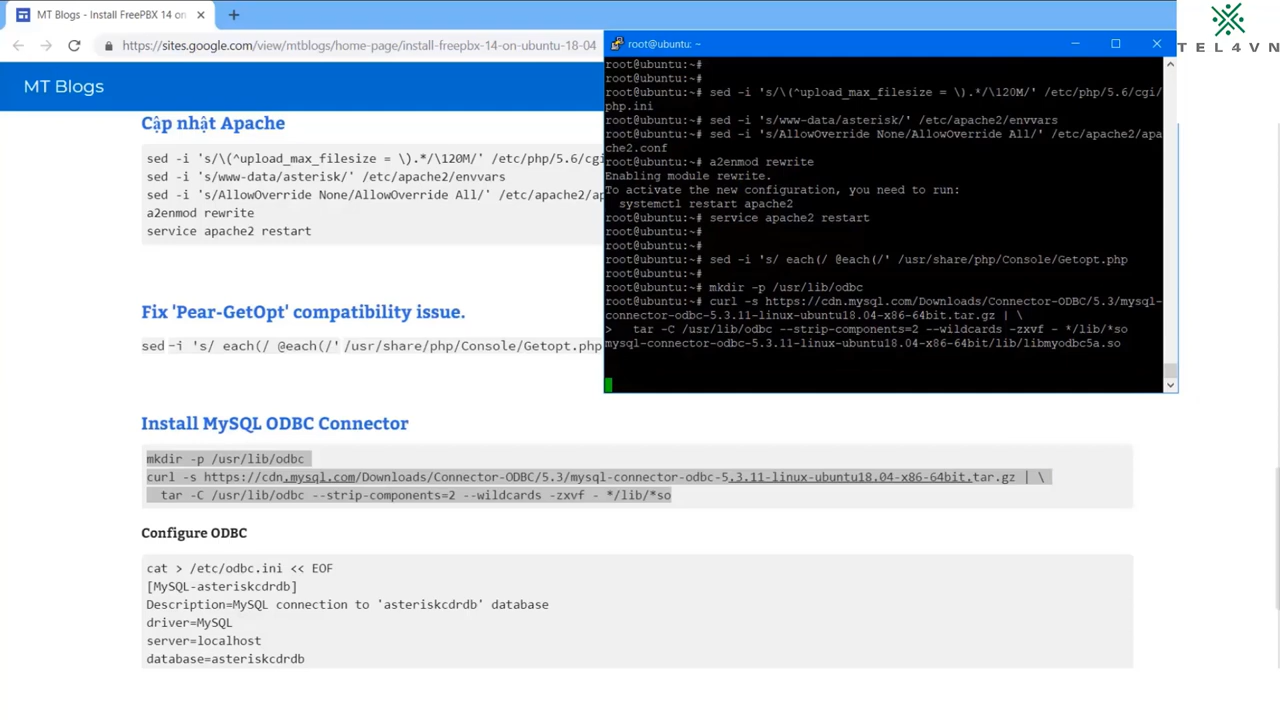 MT Blogs - Install FreePBX 14 on
https://sites.google.com/view/mtblogs/home-page/install-freepbx-14-on-ubuntu-18-04
TEL4VN
MT Blogs
Cập nhật Apache
sed -i 's/\(^upload_max_filesize = \).*/\120M/' /etc/php/5.6/cgi
sed -i 's/www-data/asterisk/' /etc/apache2/envvars
sed -i 's/AllowOverride None/AllowOverride All/' /etc/apache2/ap
a2enmod rewrite
service apache2 restart
Fix 'Pear-GetOpt' compatibility issue.
sed -i 's/ each(/ @each(/' /usr/share/php/Console/Getopt.php
Install MySQL ODBC Connector
mkdir -p /usr/lib/odbc
curl -s https://cdn.mysql.com/Downloads/Connector-ODBC/5.3/mysql-connector-odbc-5.3.11-linux-ubuntu18.04-x86-64bit.tar.gz | \
tar -C /usr/lib/odbc --strip-components=2 --wildcards -zxvf - */lib/*so
Configure ODBC
cat > /etc/odbc.ini << EOF
[MySQL-asteriskcdrdb]
Description=MySQL connection to 'asteriskcdrdb' database
driver=MySQL
server=localhost
database=asteriskcdrdb
root@ubuntu: ~
root@ubuntu:~#
root@ubuntu:~#
root@ubuntu:~# sed -i 's/\(^upload_max_filesize = \).*/\120M/' /etc/php/5.6/cgi/
php.ini
root@ubuntu:~# sed -i 's/www-data/asterisk/' /etc/apache2/envvars
root@ubuntu:~# sed -i 's/AllowOverride None/AllowOverride All/' /etc/apache2/apa
che2.conf
root@ubuntu:~# a2enmod rewrite
Enabling module rewrite.
To activate the new configuration, you need to run:
systemctl restart apache2
root@ubuntu:~# service apache2 restart
root@ubuntu:~#
root@ubuntu:~#
root@ubuntu:~# sed -i 's/ each(/ @each(/' /usr/share/php/Console/Getopt.php
root@ubuntu:~#
root@ubuntu:~# mkdir -p /usr/lib/odbc
root@ubuntu:~# curl -s https://cdn.mysql.com/Downloads/Connector-ODBC/5.3/mysql-
connector-odbc-5.3.11-linux-ubuntu18.04-x86-64bit.tar.gz | \
> tar -C /usr/lib/odbc --strip-components=2 --wildcards -zxvf - */lib/*so
mysql-connector-odbc-5.3.11-linux-ubuntu18.04-x86-64bit/lib/libmyodbc5a.so